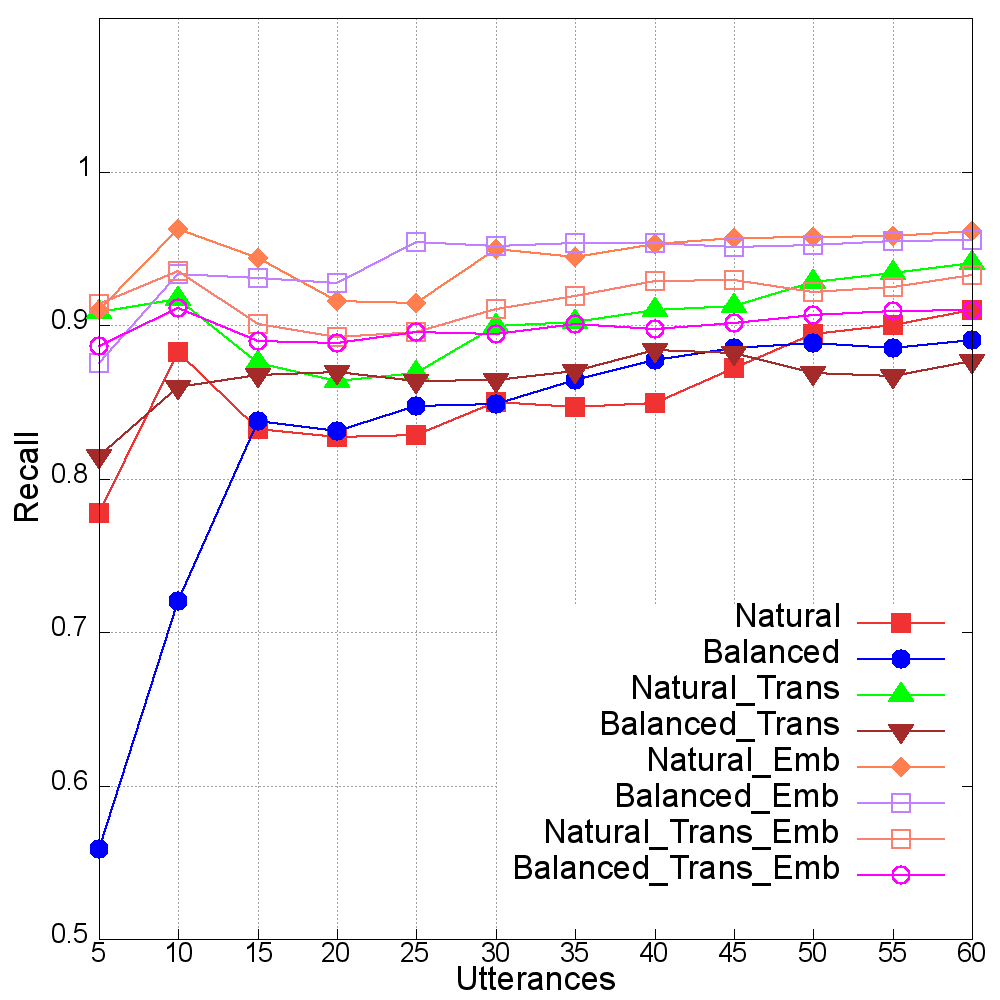 1
0.9
0.8
0.7
0.6
0.5
Recall
5 10 15 20 25 30 35 40 45 50 55 60
Utterances
Natural
Balanced
Natural_Trans
Balanced_Trans
Natural_Emb
Balanced_Emb
Natural_Trans_Emb
Balanced_Trans_Emb